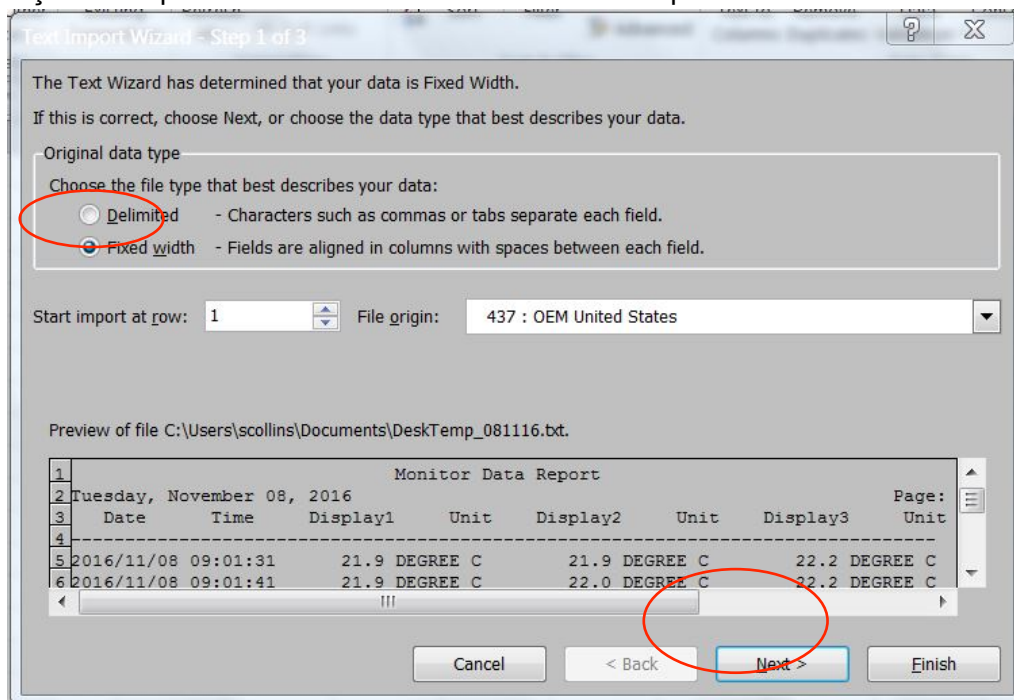 Text Import Wizard - Step 1 of 3
The Text Wizard has determined that your data is Fixed Width.
If this is correct, choose Next, or choose the data type that best describes your data.
Original data type
Choose the file type that best describes your data:
Delimited - Characters such as commas or tabs separate each field.
Fixed width - Fields are aligned in columns with spaces between each field.
Start import at row: 1 File origin: 437 : OEM United States
Preview of file C:\Users\scollins\Documents\DeskTemp_081116.txt.
1 Monitor Data Report
2 Tuesday, November 08, 2016 Page:
3 Date Time Display1 Unit Display2 Unit Display3 Unit
4 --------------------------------------------------------------------------------
5 2016/11/08 09:01:31 21.9 DEGREE C 21.9 DEGREE C 22.2 DEGREE C
6 2016/11/08 09:01:41 21.9 DEGREE C 22.0 DEGREE C 22.2 DEGREE C
Cancel < Back Next > Finish